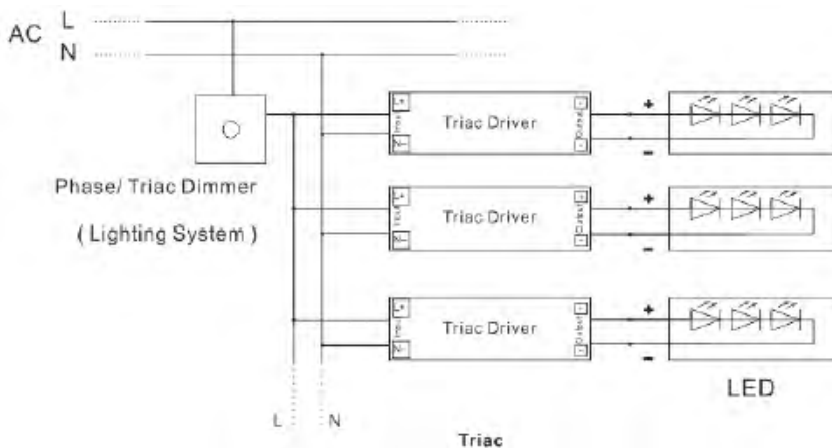 AC L
N
Triac Driver
+
-
Phase/ Triac Dimmer
( Lighting System )
Triac Driver
+
-
Triac Driver
+
-
LED
L N
Triac